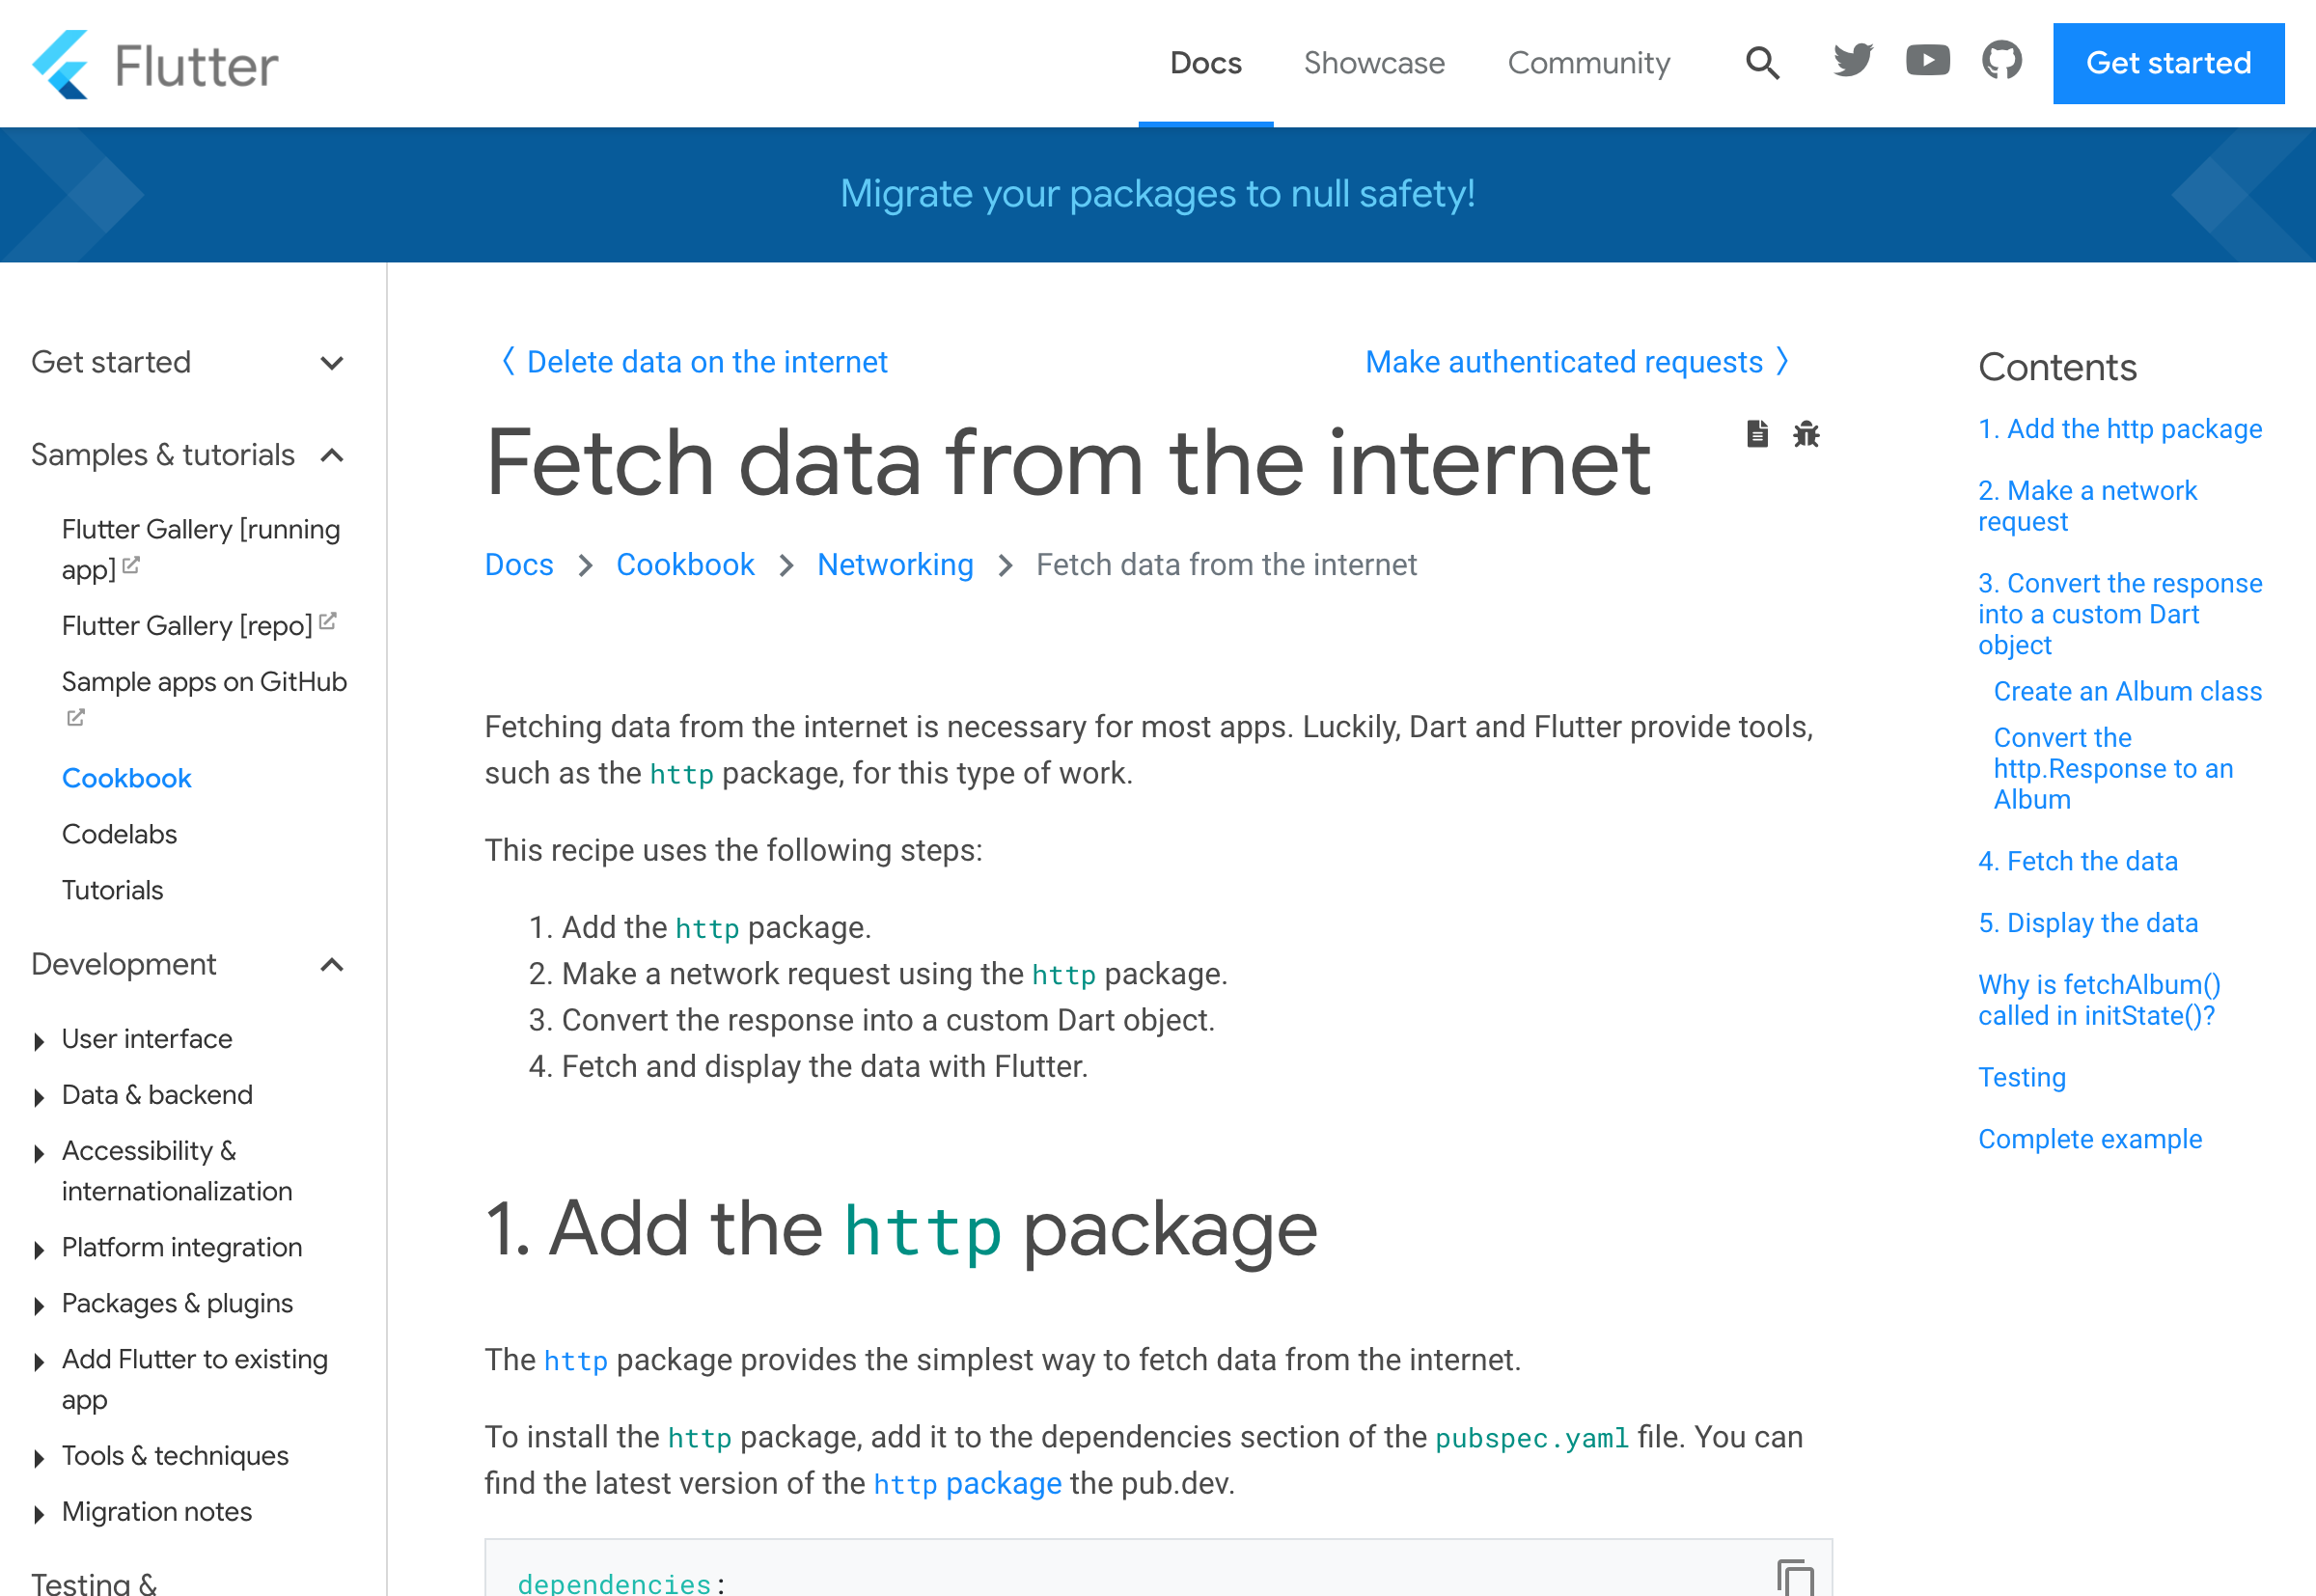 Flutter
Docs
Showcase
Community
Get started
Migrate your packages to null safety!
Get started
Samples & tutorials
Flutter Gallery [running
app]
Flutter Gallery [repo]
Sample apps on GitHub
Cookbook
Codelabs
Tutorials
Development
User interface
Data & backend
Accessibility &
internationalization
Platform integration
Packages & plugins
Add Flutter to existing
app
Tools & techniques
Migration notes
Testing &
〈 Delete data on the internet
Make authenticated requests 〉
Fetch data from the internet
Docs > Cookbook > Networking > Fetch data from the internet
Fetching data from the internet is necessary for most apps. Luckily, Dart and Flutter provide tools,
such as the http package, for this type of work.
This recipe uses the following steps:
1. Add the http package.
2. Make a network request using the http package.
3. Convert the response into a custom Dart object.
4. Fetch and display the data with Flutter.
1. Add the http package
The http package provides the simplest way to fetch data from the internet.
To install the http package, add it to the dependencies section of the pubspec.yaml file. You can
find the latest version of the http package the pub.dev.
dependencies:
Contents
1. Add the http package
2. Make a network
request
3. Convert the response
into a custom Dart
object
Create an Album class
Convert the
http.Response to an
Album
4. Fetch the data
5. Display the data
Why is fetchAlbum()
called in initState()?
Testing
Complete example